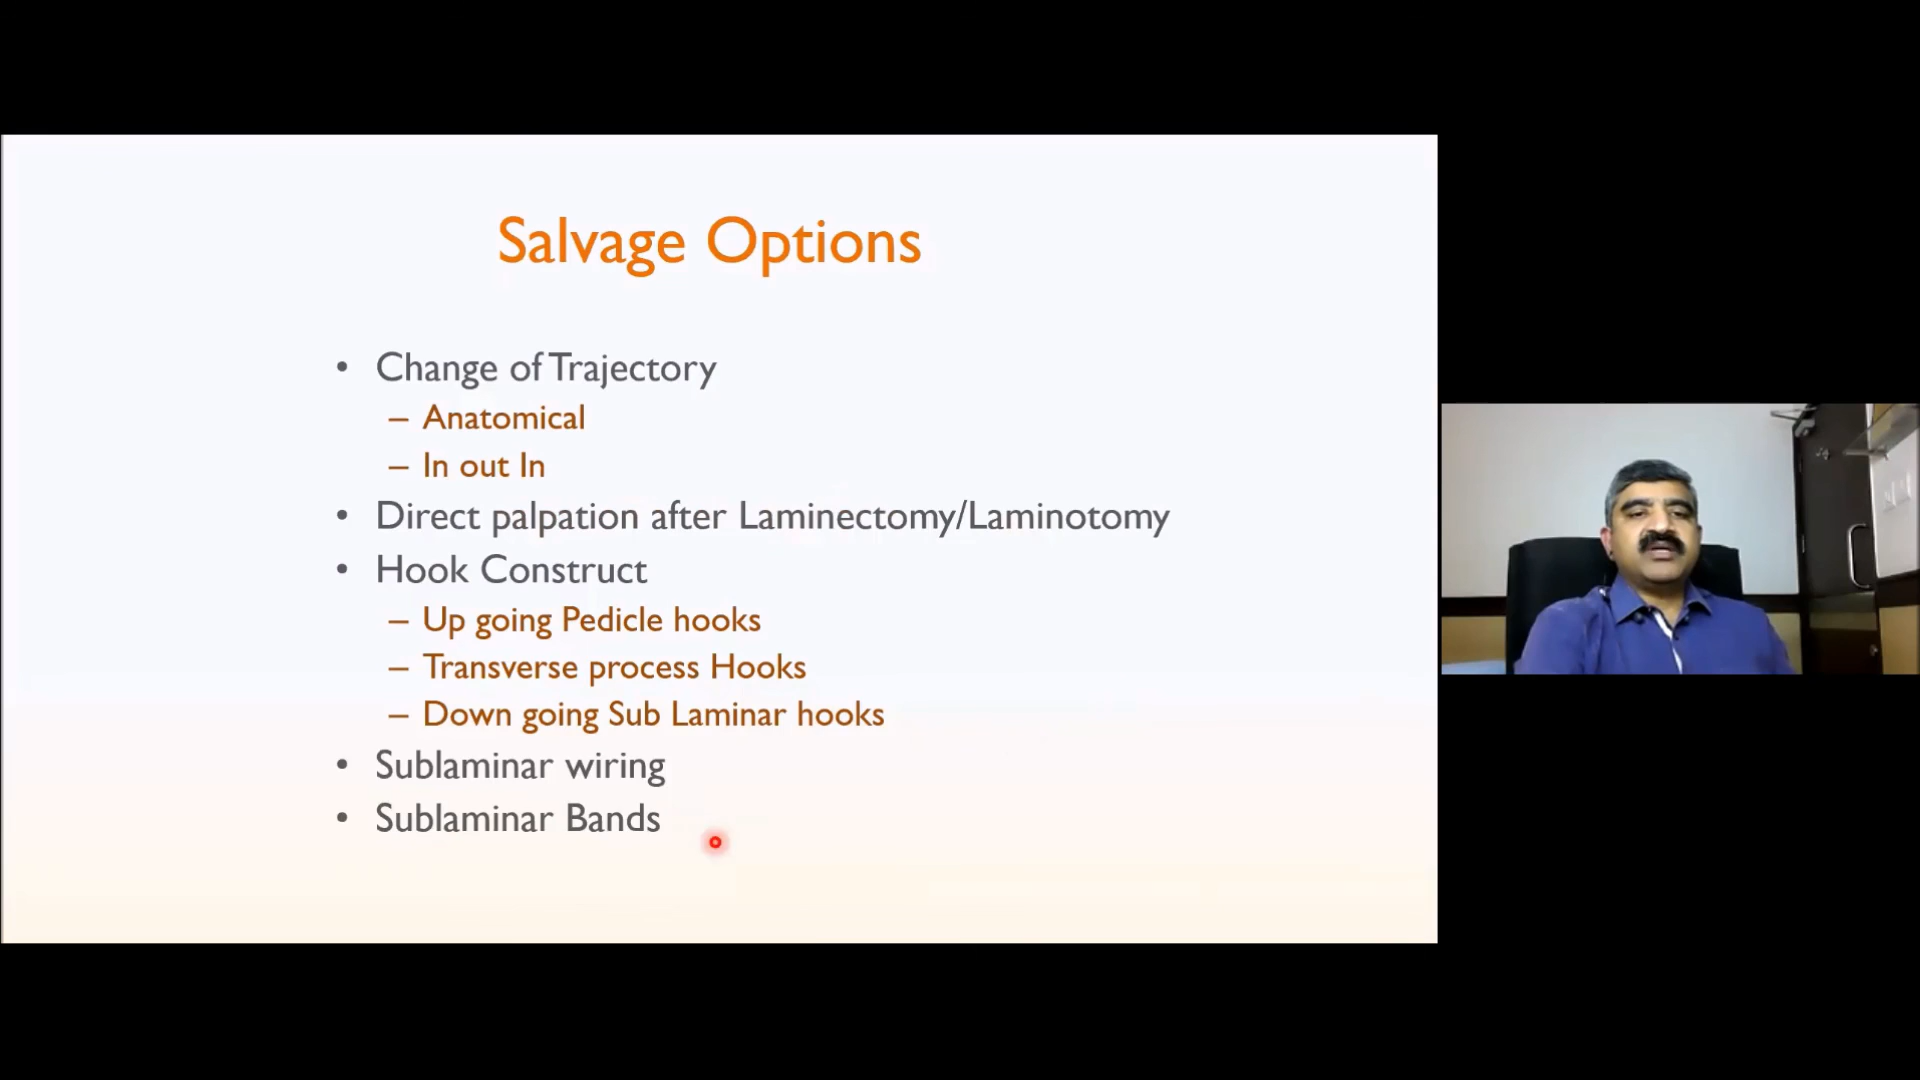 Salvage Options
• Change of Trajectory
– Anatomical
– In out In
• Direct palpation after Laminectomy/Laminotomy
• Hook Construct
– Up going Pedicle hooks
– Transverse process Hooks
– Down going Sub Laminar hooks
• Sublaminar wiring
• Sublaminar Bands